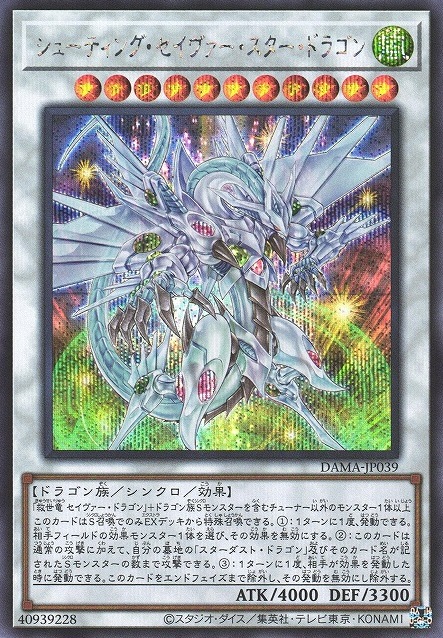 シューティング・セイヴァー・スター・ドラゴン
DAMA-JP039
【ドラゴン族／シンクロ／効果】
「救世竜 セイヴァー・ドラゴン」＋ドラゴン族Sモンスターを含むチューナー以外のモンスター1体以上
このカードはS召喚でのみEXデッキから特殊召喚できる。①：1ターンに1度、発動できる。
相手フィールドの効果モンスター1体を選び、その効果を無効にする。②：このカードは
通常の攻撃に加えて、自分の墓地の「スターダスト・ドラゴン」及びそのカード名が記
されたSモンスターの数まで攻撃できる。③：1ターンに1度、相手が効果を発動した
時に発動できる。このカードをエンドフェイズまで除外し、その発動を無効にし除外する。
ATK/4000 DEF/3300
40939228 ©スタジオ・ダイス／集英社・テレビ東京・KONAMI